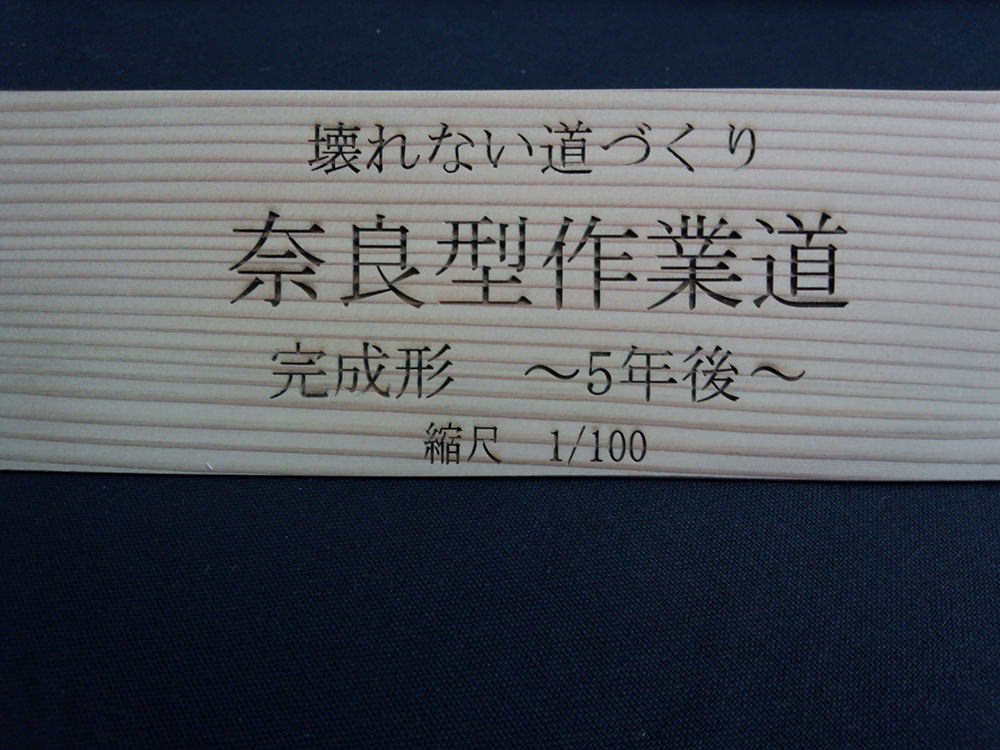 壊れない道づくり
奈良型作業道
完成形　～5年後～
縮尺　1/100